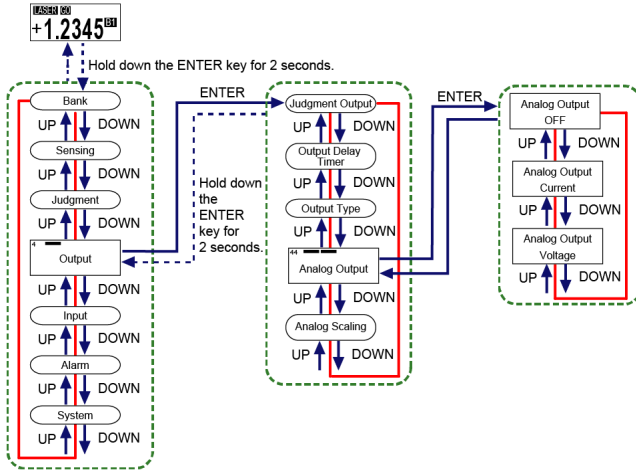 LASER GO
+1.2345 B1
Hold down the ENTER key for 2 seconds.
Bank
UP DOWN
Sensing
UP DOWN
Judgment
UP DOWN
4
Output
UP DOWN
Input
UP DOWN
Alarm
UP DOWN
System
UP DOWN
ENTER
Hold down
the
ENTER
key for
2 seconds.
Judgment Output
UP DOWN
Output Delay
Timer
UP DOWN
Output Type
UP DOWN
44
Analog Output
UP DOWN
Analog Scaling
UP DOWN
ENTER
Analog Output
OFF
UP DOWN
Analog Output
Current
UP DOWN
Analog Output
Voltage
UP DOWN